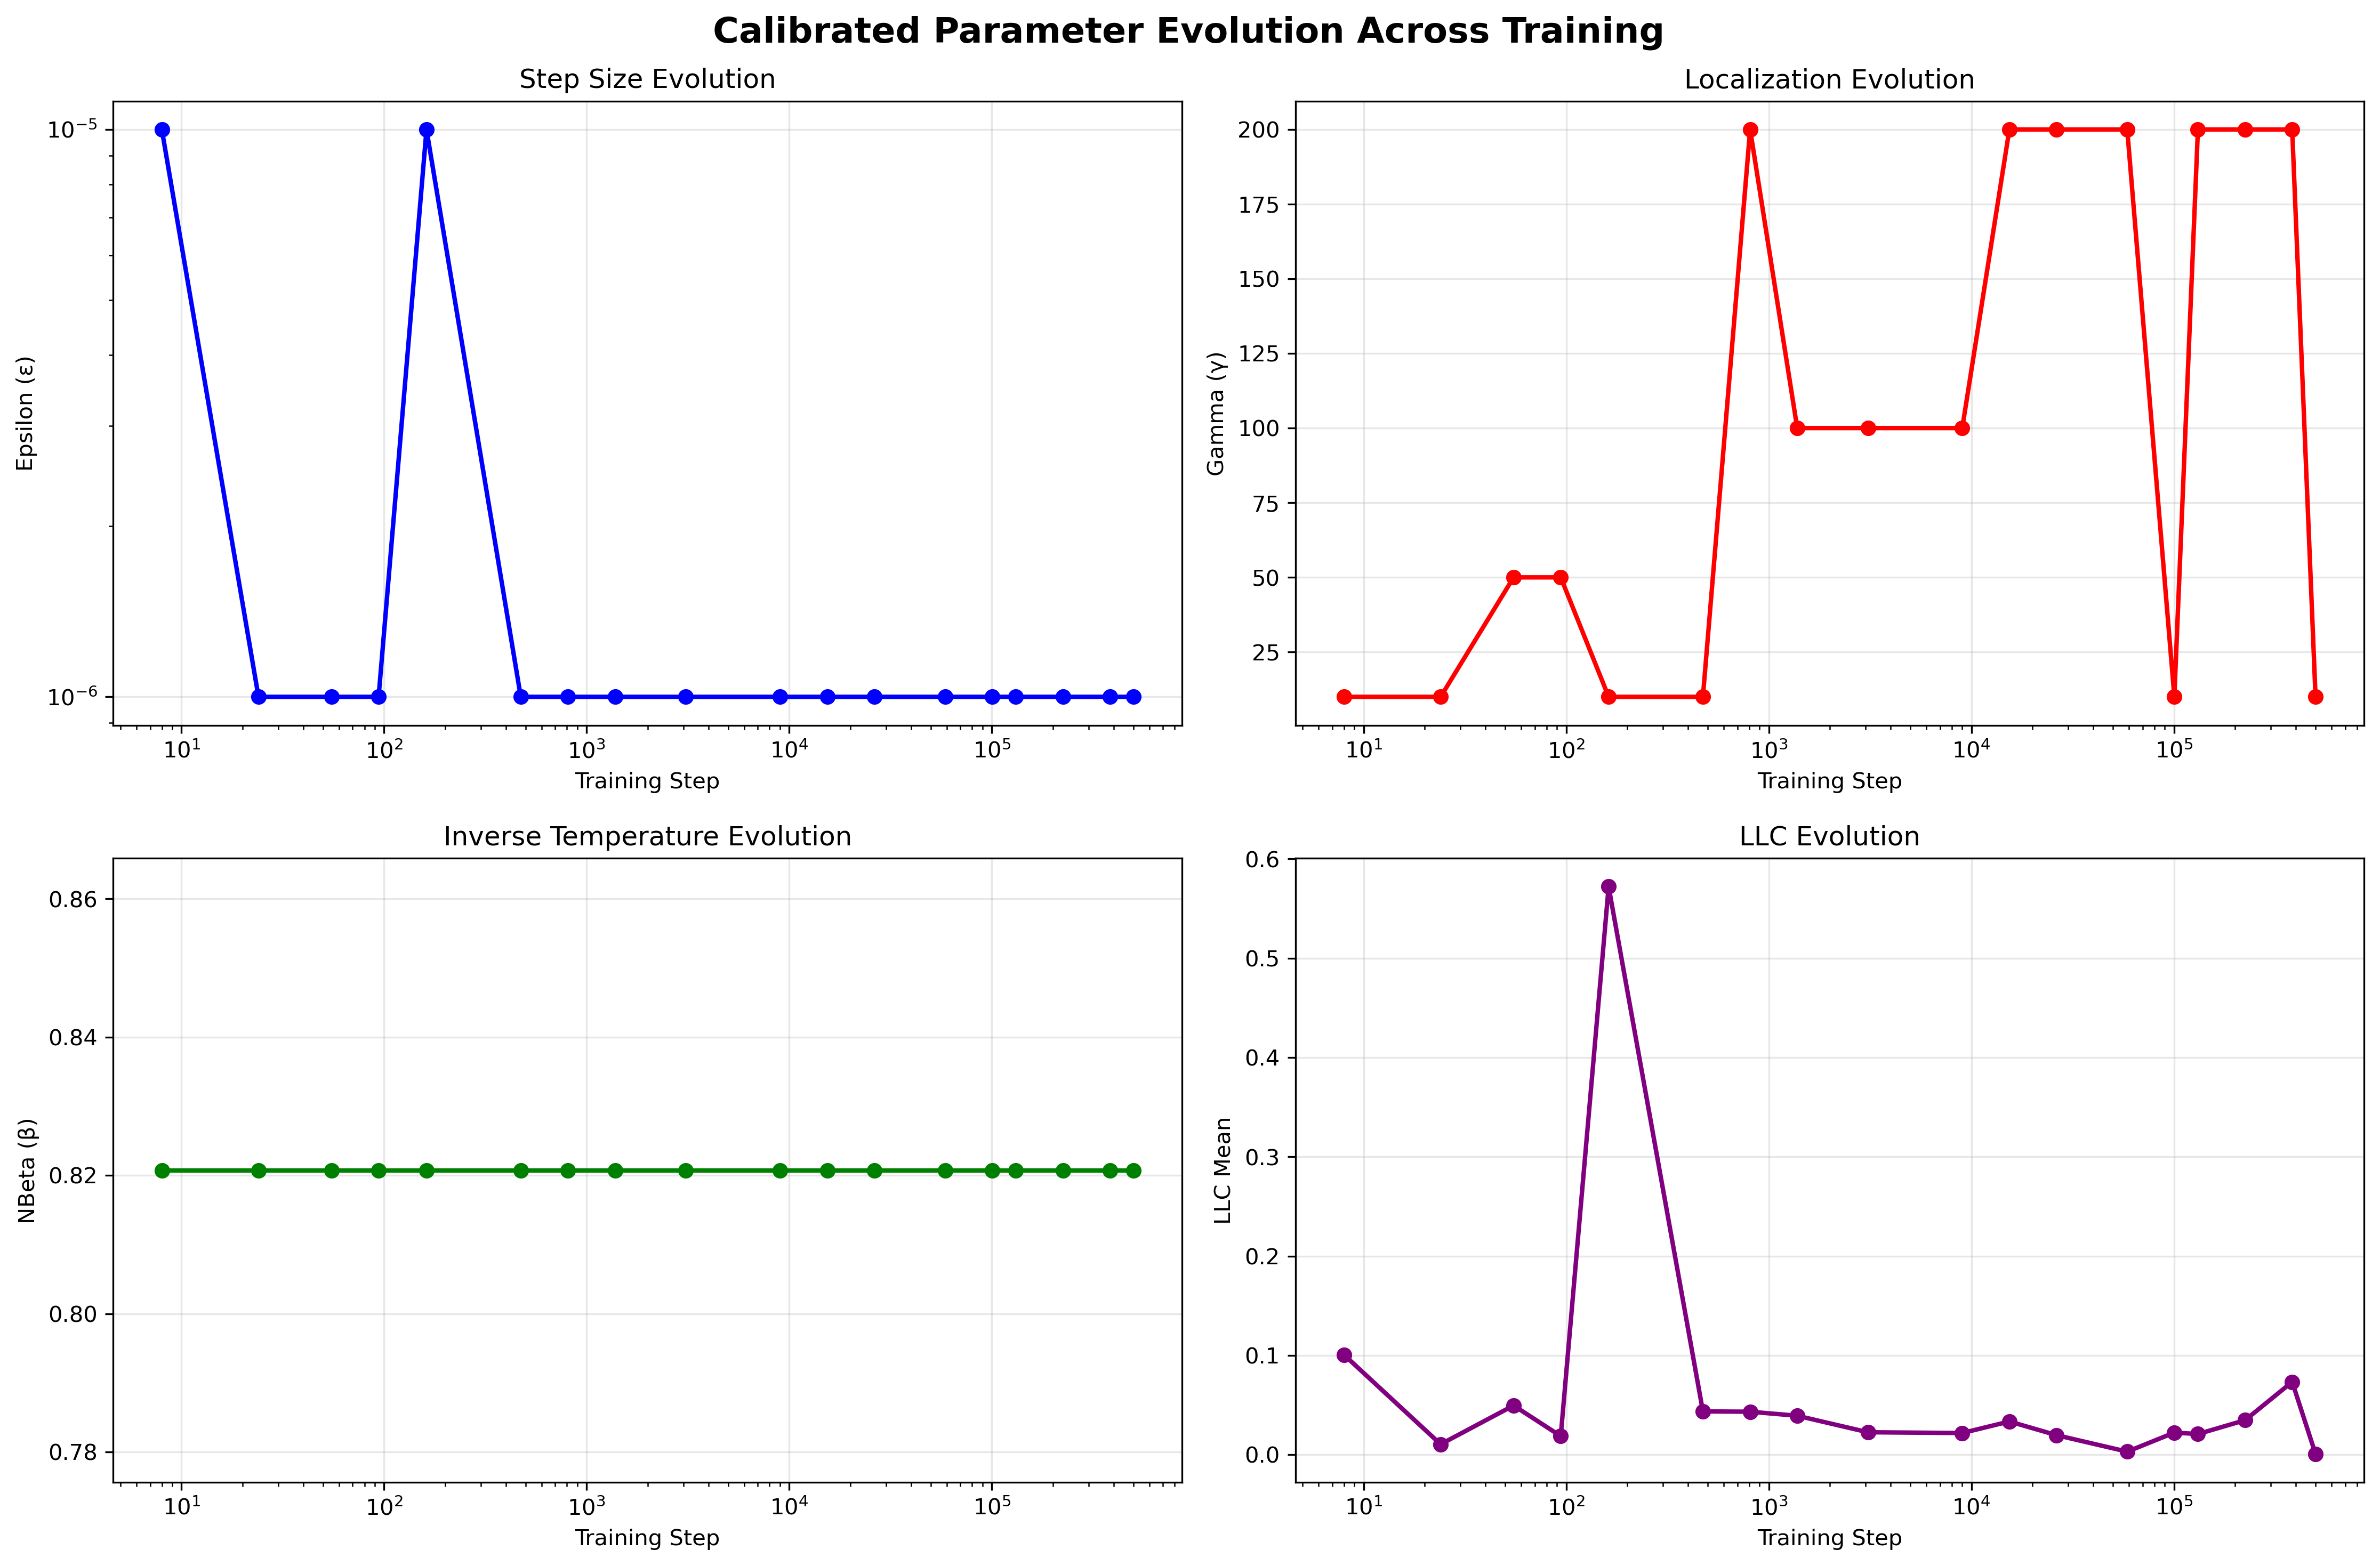 Calibrated Parameter Evolution Across Training
Step Size Evolution
10⁻⁵
10⁻⁶
Epsilon (ε)
10¹ 10² 10³ 10⁴ 10⁵
Training Step
Localization Evolution
200
175
150
125
100
75
50
25
Gamma (γ)
10¹ 10² 10³ 10⁴ 10⁵
Training Step
Inverse Temperature Evolution
0.86
0.84
0.82
0.80
0.78
NBeta (β)
10¹ 10² 10³ 10⁴ 10⁵
Training Step
LLC Evolution
0.6
0.5
0.4
0.3
0.2
0.1
0.0
LLC Mean
10¹ 10² 10³ 10⁴ 10⁵
Training Step